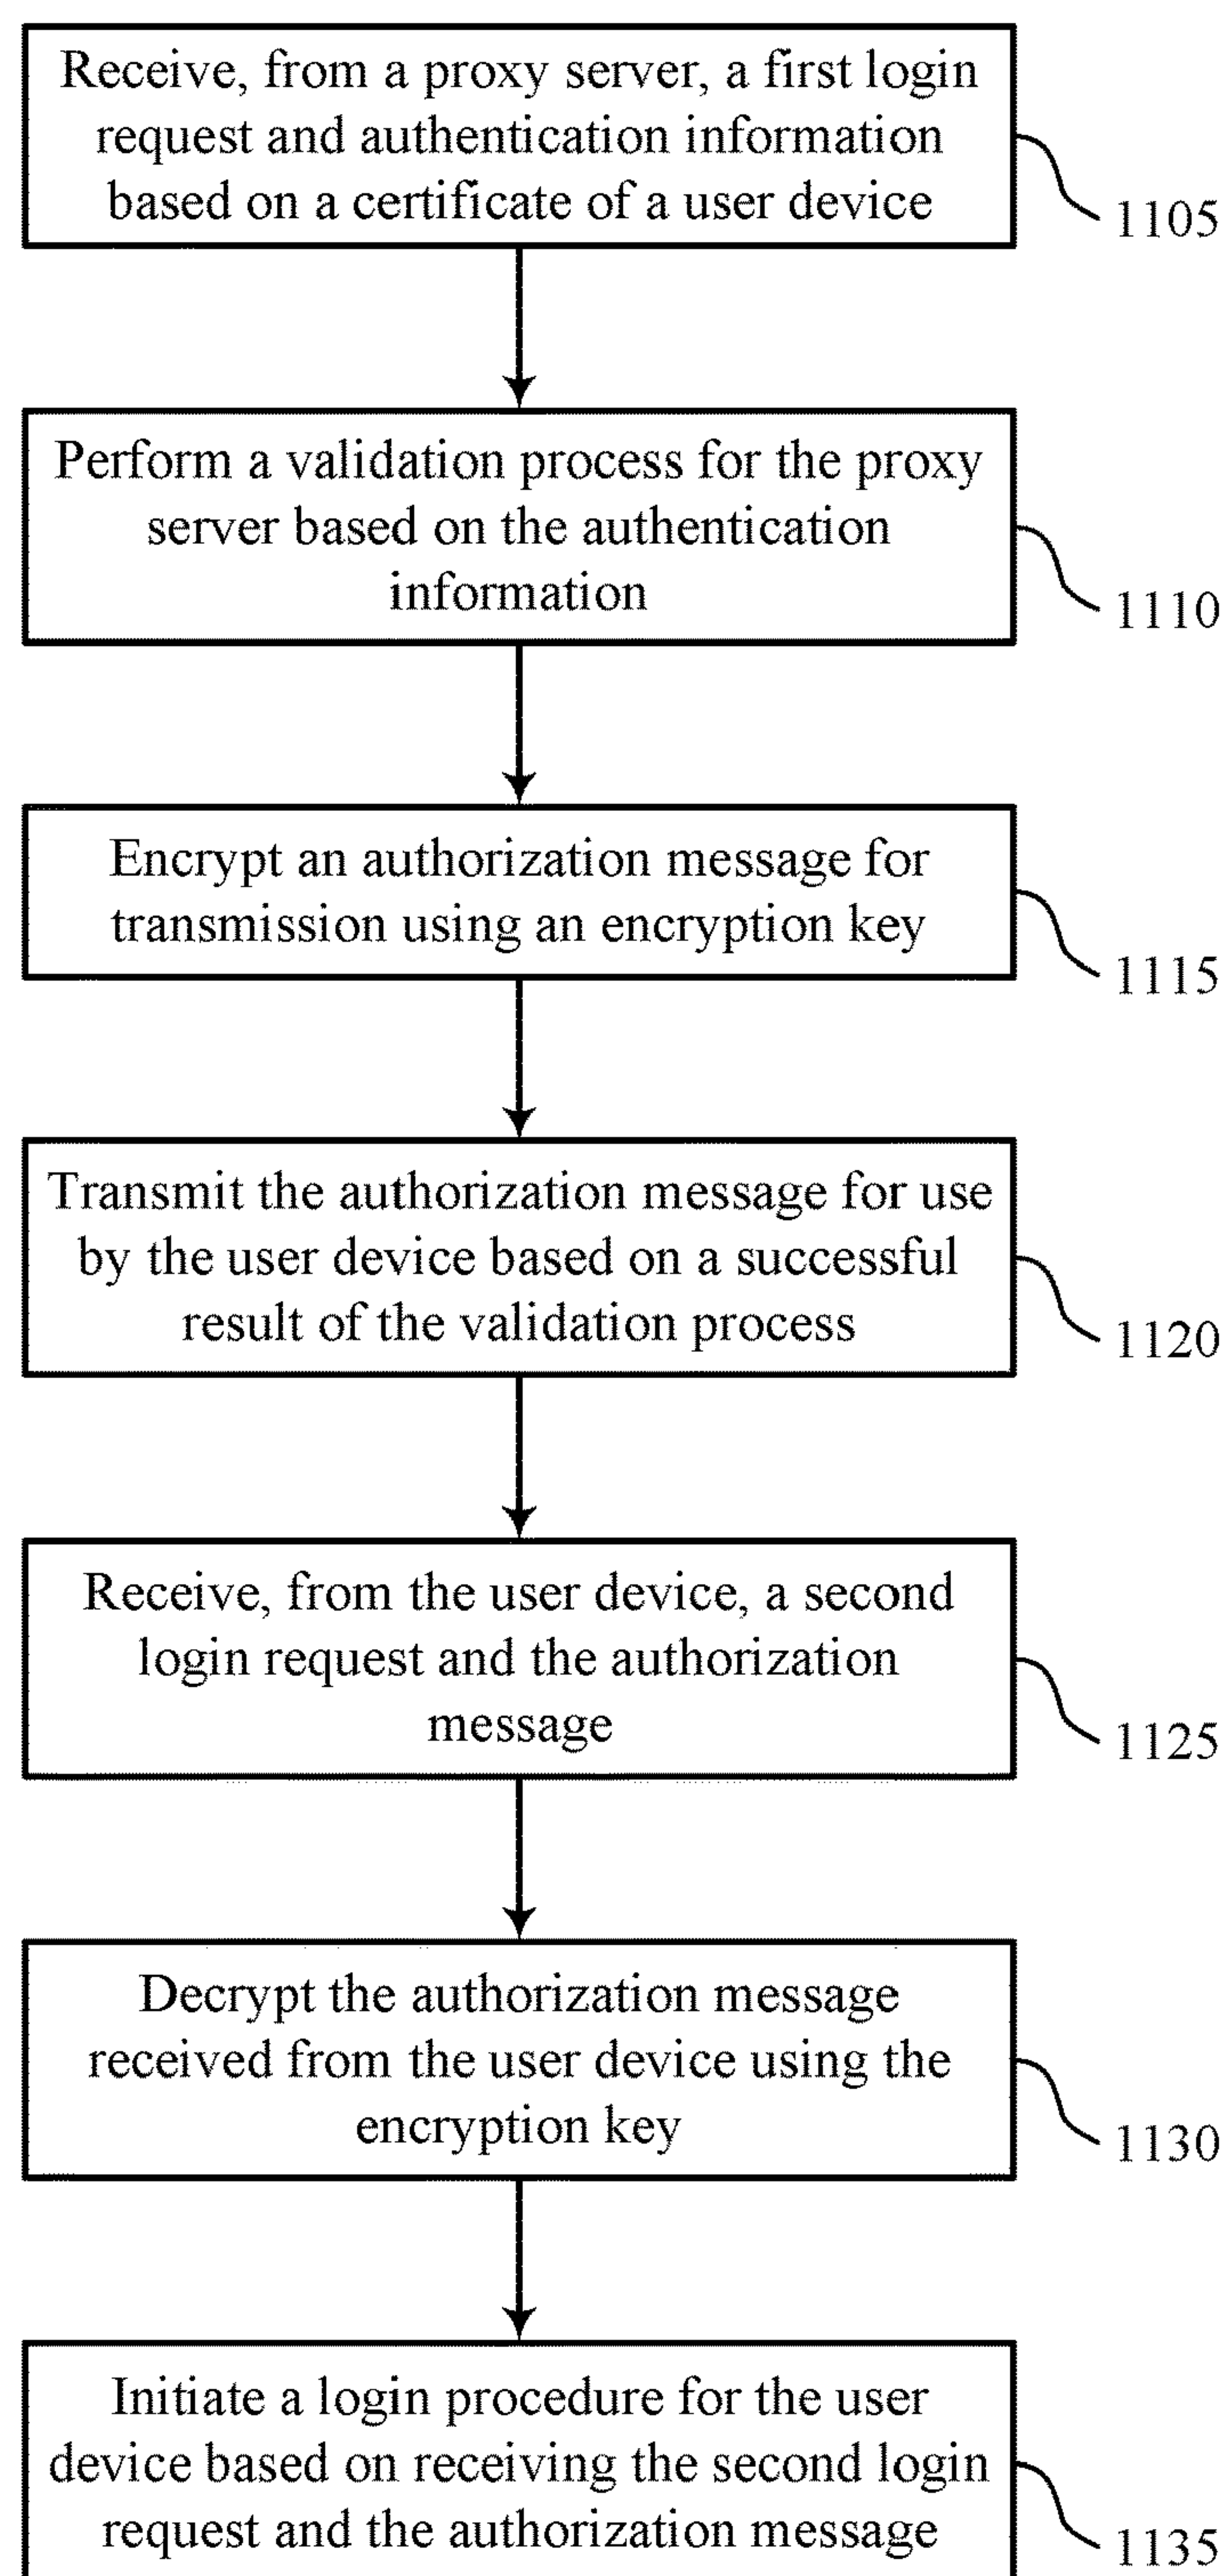 Receive, from a proxy server, a first login
request and authentication information
based on a certificate of a user device
1105
Perform a validation process for the proxy
server based on the authentication
information
1110
Encrypt an authorization message for
transmission using an encryption key
1115
Transmit the authorization message for use
by the user device based on a successful
result of the validation process
1120
Receive, from the user device, a second
login request and the authorization
message
1125
Decrypt the authorization message
received from the user device using the
encryption key
1130
Initiate a login procedure for the user
device based on receiving the second login
request and the authorization message
1135